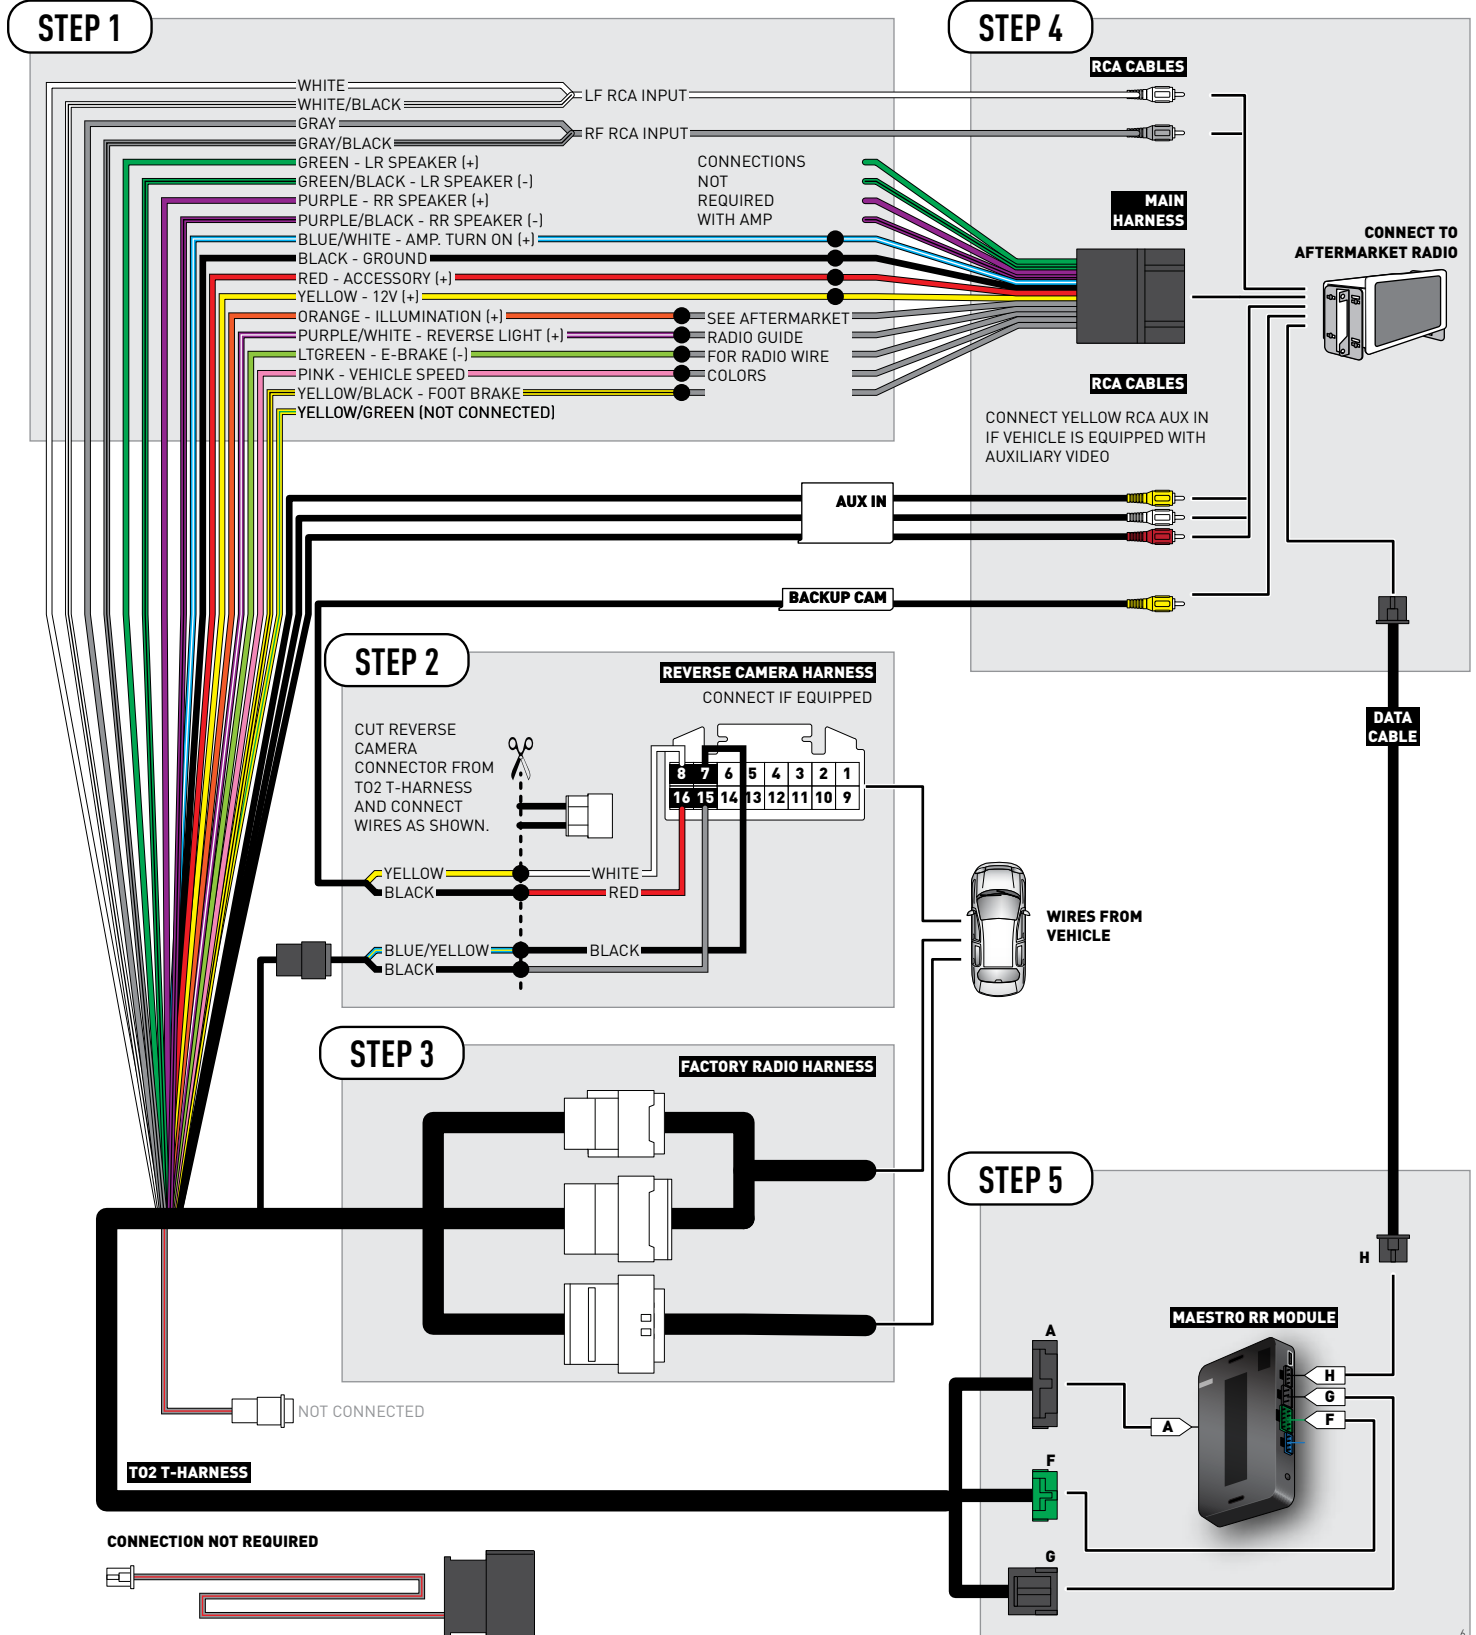 STEP 1
WHITE
WHITE/BLACK
LF RCA INPUT
GRAY
GRAY/BLACK
RF RCA INPUT
GREEN - LR SPEAKER (+)
GREEN/BLACK - LR SPEAKER (-)
PURPLE - RR SPEAKER (+)
PURPLE/BLACK - RR SPEAKER (-)
CONNECTIONS
NOT
REQUIRED
WITH AMP
BLUE/WHITE - AMP. TURN ON (+)
BLACK - GROUND
RED - ACCESSORY (+)
YELLOW - 12V (+)
ORANGE - ILLUMINATION (+)
PURPLE/WHITE - REVERSE LIGHT (+)
LTGREEN - E-BRAKE (-)
PINK - VEHICLE SPEED
YELLOW/BLACK - FOOT BRAKE
YELLOW/GREEN (NOT CONNECTED)
SEE AFTERMARKET
RADIO GUIDE
FOR RADIO WIRE
COLORS
STEP 4
RCA CABLES
MAIN
HARNESS
CONNECT TO
AFTERMARKET RADIO
RCA CABLES
CONNECT YELLOW RCA AUX IN
IF VEHICLE IS EQUIPPED WITH
AUXILIARY VIDEO
AUX IN
BACKUP CAM
DATA
CABLE
STEP 2
REVERSE CAMERA HARNESS
CONNECT IF EQUIPPED
CUT REVERSE
CAMERA
CONNECTOR FROM
TO2 T-HARNESS
AND CONNECT
WIRES AS SHOWN.
8 7 6 5 4 3 2 1
16 15 14 13 12 11 10 9
YELLOW
WHITE
BLACK
RED
BLUE/YELLOW
BLACK
BLACK
WIRES FROM
VEHICLE
STEP 3
FACTORY RADIO HARNESS
NOT CONNECTED
TO2 T-HARNESS
CONNECTION NOT REQUIRED
STEP 5
H
MAESTRO RR MODULE
A
H
G
F
A
F
G